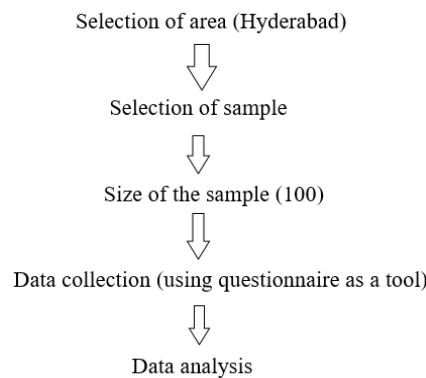 Selection of area (Hyderabad)
Selection of sample
Size of the sample (100)
Data collection (using questionnaire as a tool)
Data analysis